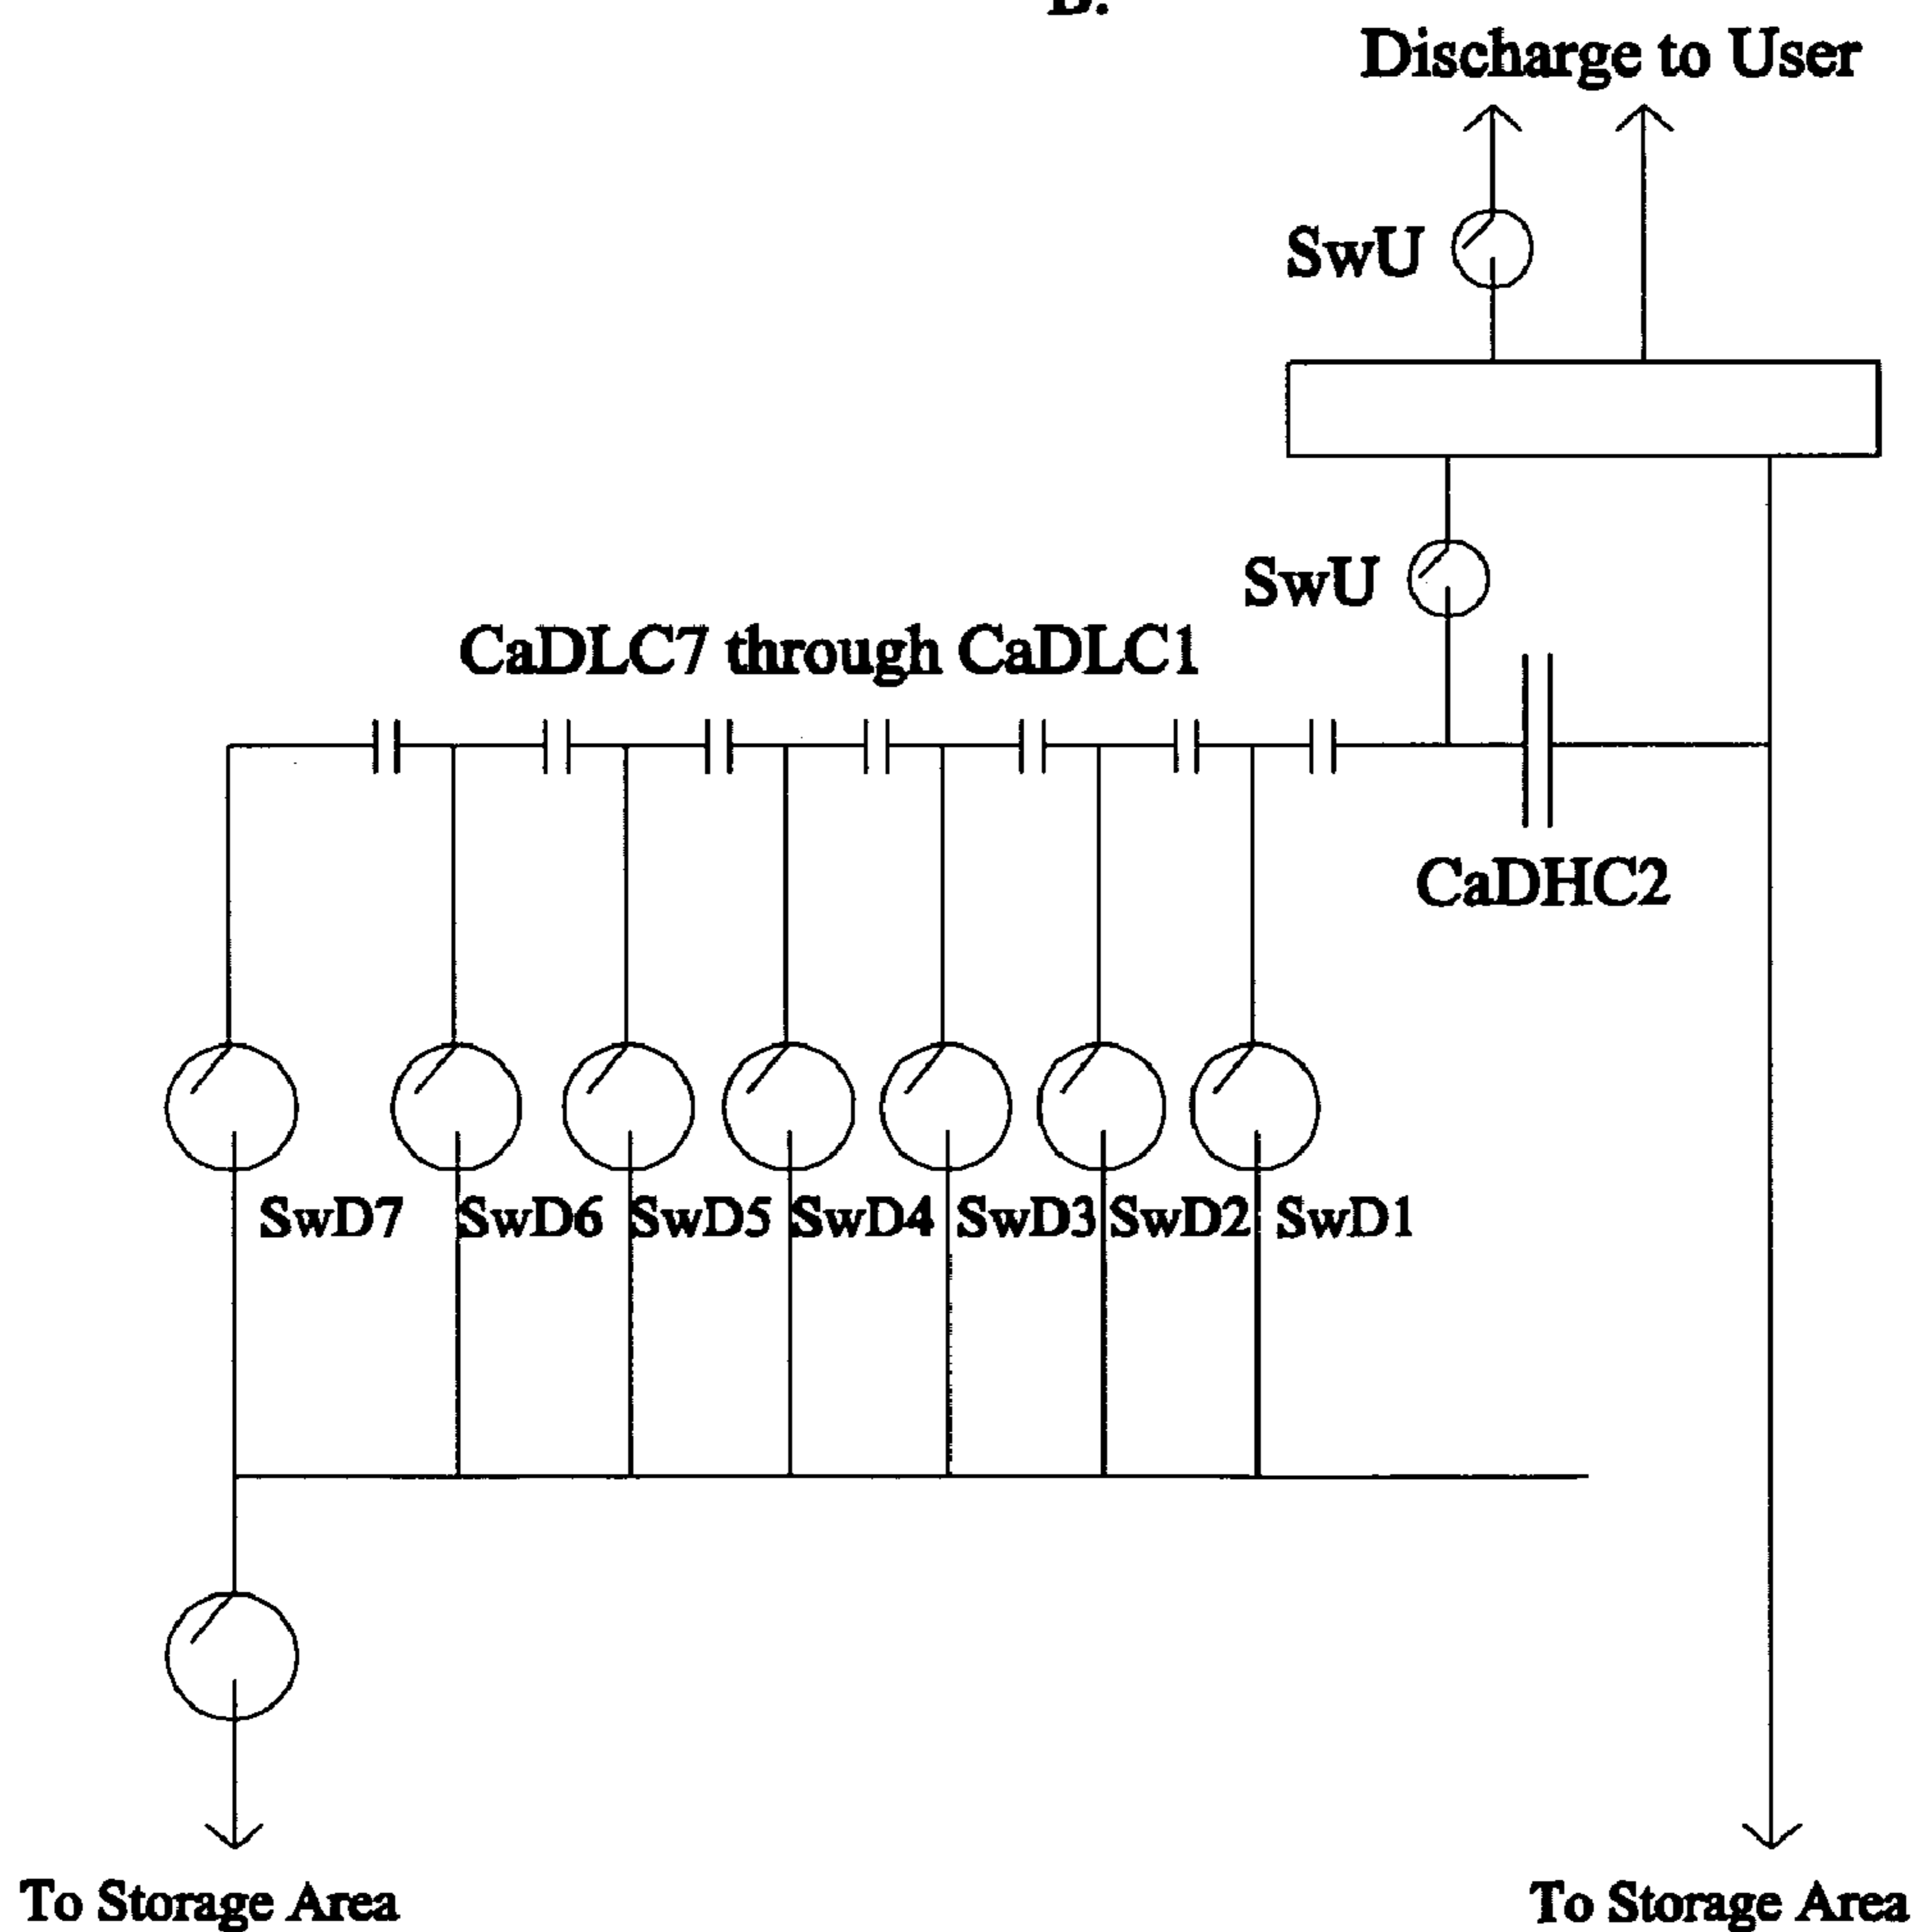 B.
Discharge to User
SwU
SwU
CaDLC7 through CaDLC1
CaDHC2
SwD7 SwD6 SwD5 SwD4 SwD3 SwD2 SwD1
To Storage Area To Storage Area